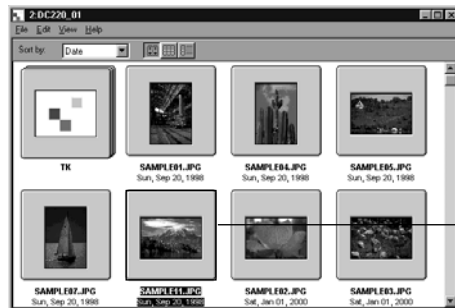 2:DC220_01
File Edit View Help
Sort by: Date
TK
SAMPLE01.JPG
Sun, Sep 20, 1998
SAMPLE04.JPG
Sun, Sep 20, 1998
SAMPLE05.JPG
Sun, Sep 20, 1998
SAMPLE07.JPG
Sun, Sep 20, 1998
SAMPLE11.JPG
Sun, Sep 20, 1998
SAMPLE02.JPG
Sat, Jan 01, 2000
SAMPLE03.JPG
Sat, Jan 01, 2000